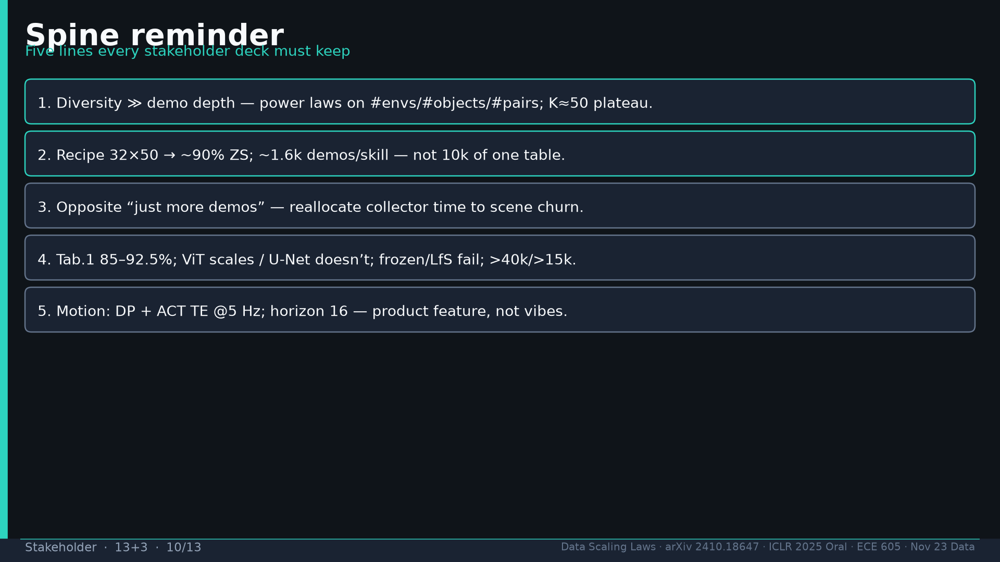 Spine reminder
Five lines every stakeholder deck must keep
1. Diversity ≫ demo depth — power laws on #envs/#objects/#pairs; K≈50 plateau.
2. Recipe 32×50 → ~90% ZS; ~1.6k demos/skill — not 10k of one table.
3. Opposite “just more demos” — reallocate collector time to scene churn.
4. Tab.1 85–92.5%; ViT scales / U-Net doesn’t; frozen/LfS fail; >40k/>15k.
5. Motion: DP + ACT TE @5 Hz; horizon 16 — product feature, not vibes.
Stakeholder · 13+3 · 10/13
Data Scaling Laws · arXiv 2410.18647 · ICLR 2025 Oral · ECE 605 · Nov 23 Data